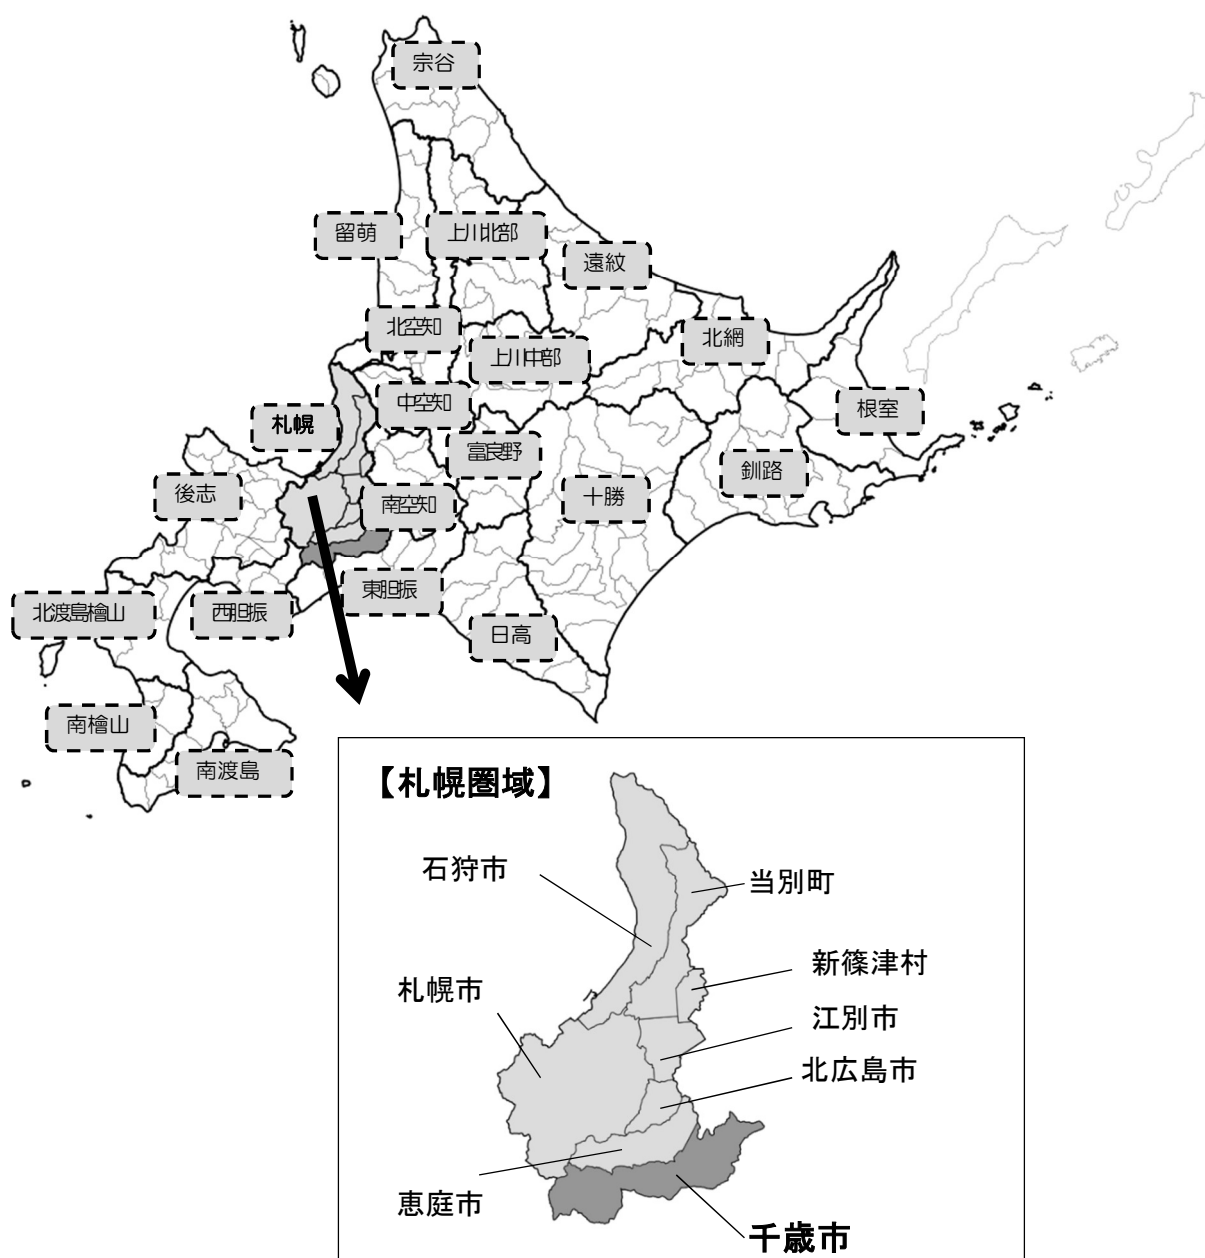 宗谷
留萌
上川北部
遠紋
北空知
上川中部
北網
中空知
根室
札幌
富良野
釧路
後志
南空知
十勝
東胆振
北渡島檜山
西胆振
日高
南檜山
南渡島
【札幌圏域】
石狩市
当別町
新篠津村
札幌市
江別市
北広島市
恵庭市
千歳市